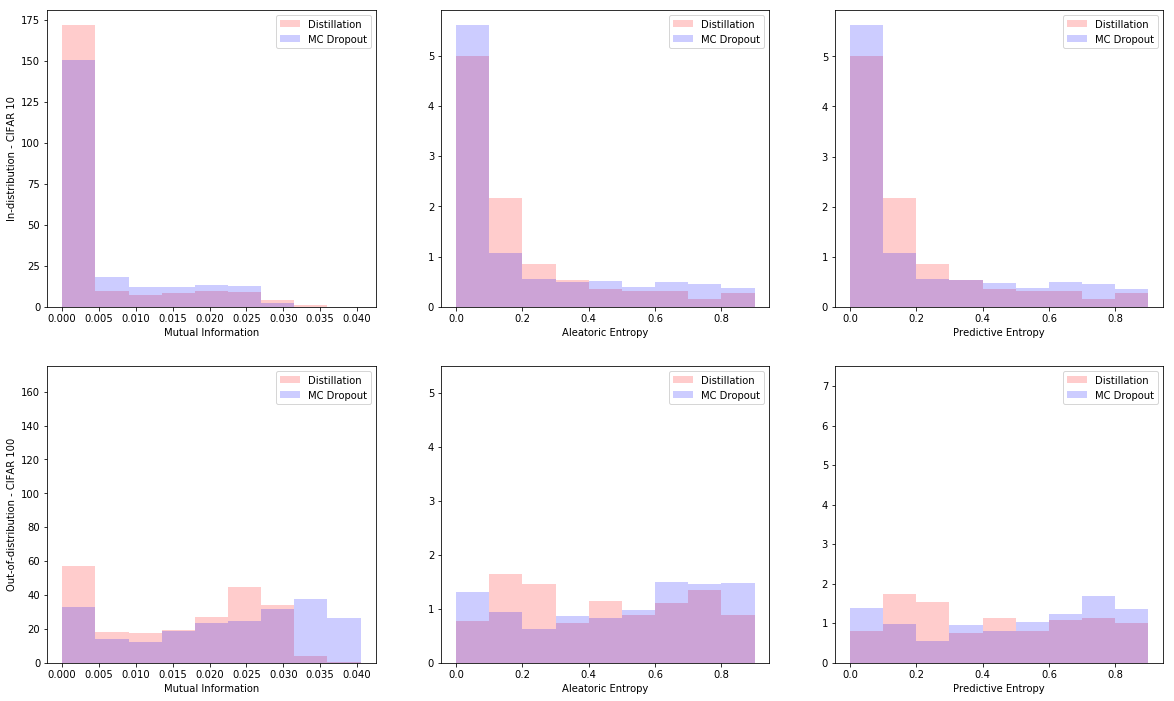 175
150
125
100
75
50
25
0
In-distribution - CIFAR 10
0.000 0.005 0.010 0.015 0.020 0.025 0.030 0.035 0.040
Mutual Information
Distillation
MC Dropout
5
4
3
2
1
0
0.0 0.2 0.4 0.6 0.8
Aleatoric Entropy
Distillation
MC Dropout
5
4
3
2
1
0
0.0 0.2 0.4 0.6 0.8
Predictive Entropy
Distillation
MC Dropout
160
140
120
100
80
60
40
20
0
Out-of-distribution - CIFAR 100
0.000 0.005 0.010 0.015 0.020 0.025 0.030 0.035 0.040
Mutual Information
Distillation
MC Dropout
5
4
3
2
1
0
0.0 0.2 0.4 0.6 0.8
Aleatoric Entropy
Distillation
MC Dropout
7
6
5
4
3
2
1
0
0.0 0.2 0.4 0.6 0.8
Predictive Entropy
Distillation
MC Dropout